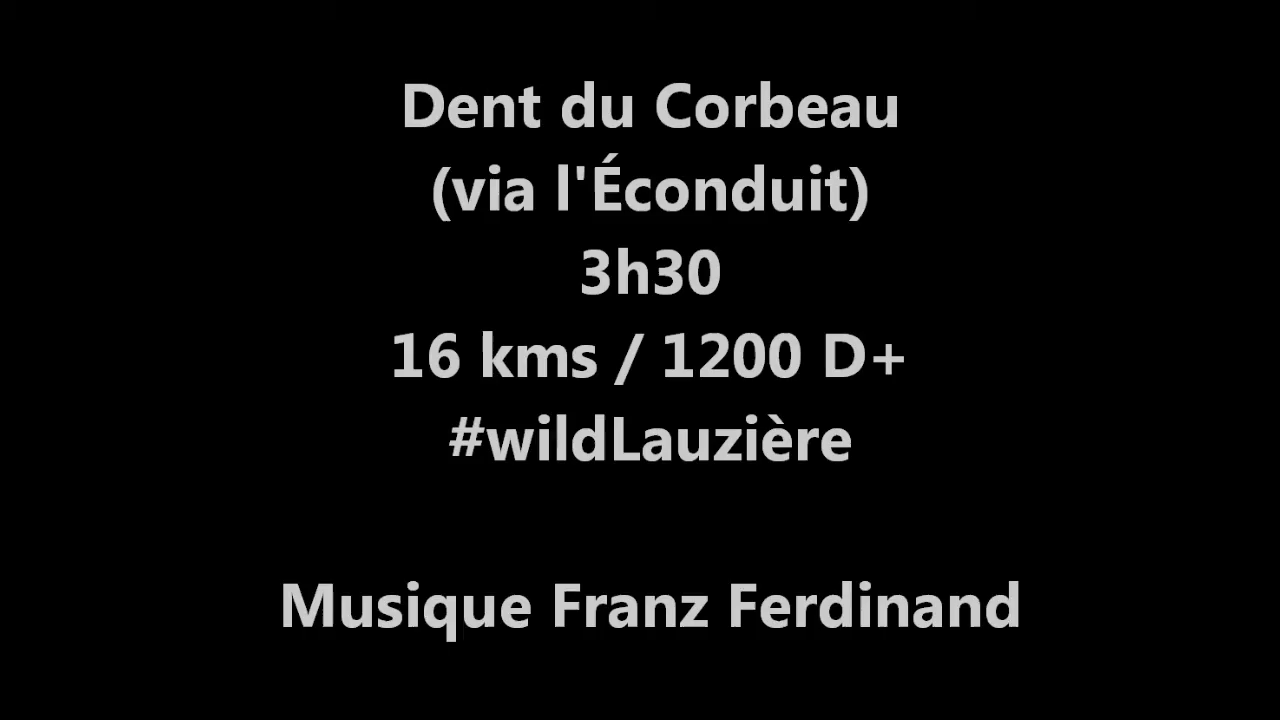 Dent du Corbeau
(via l'Éconduit)
3h30
16 kms / 1200 D+
#wildLauzière
Musique Franz Ferdinand